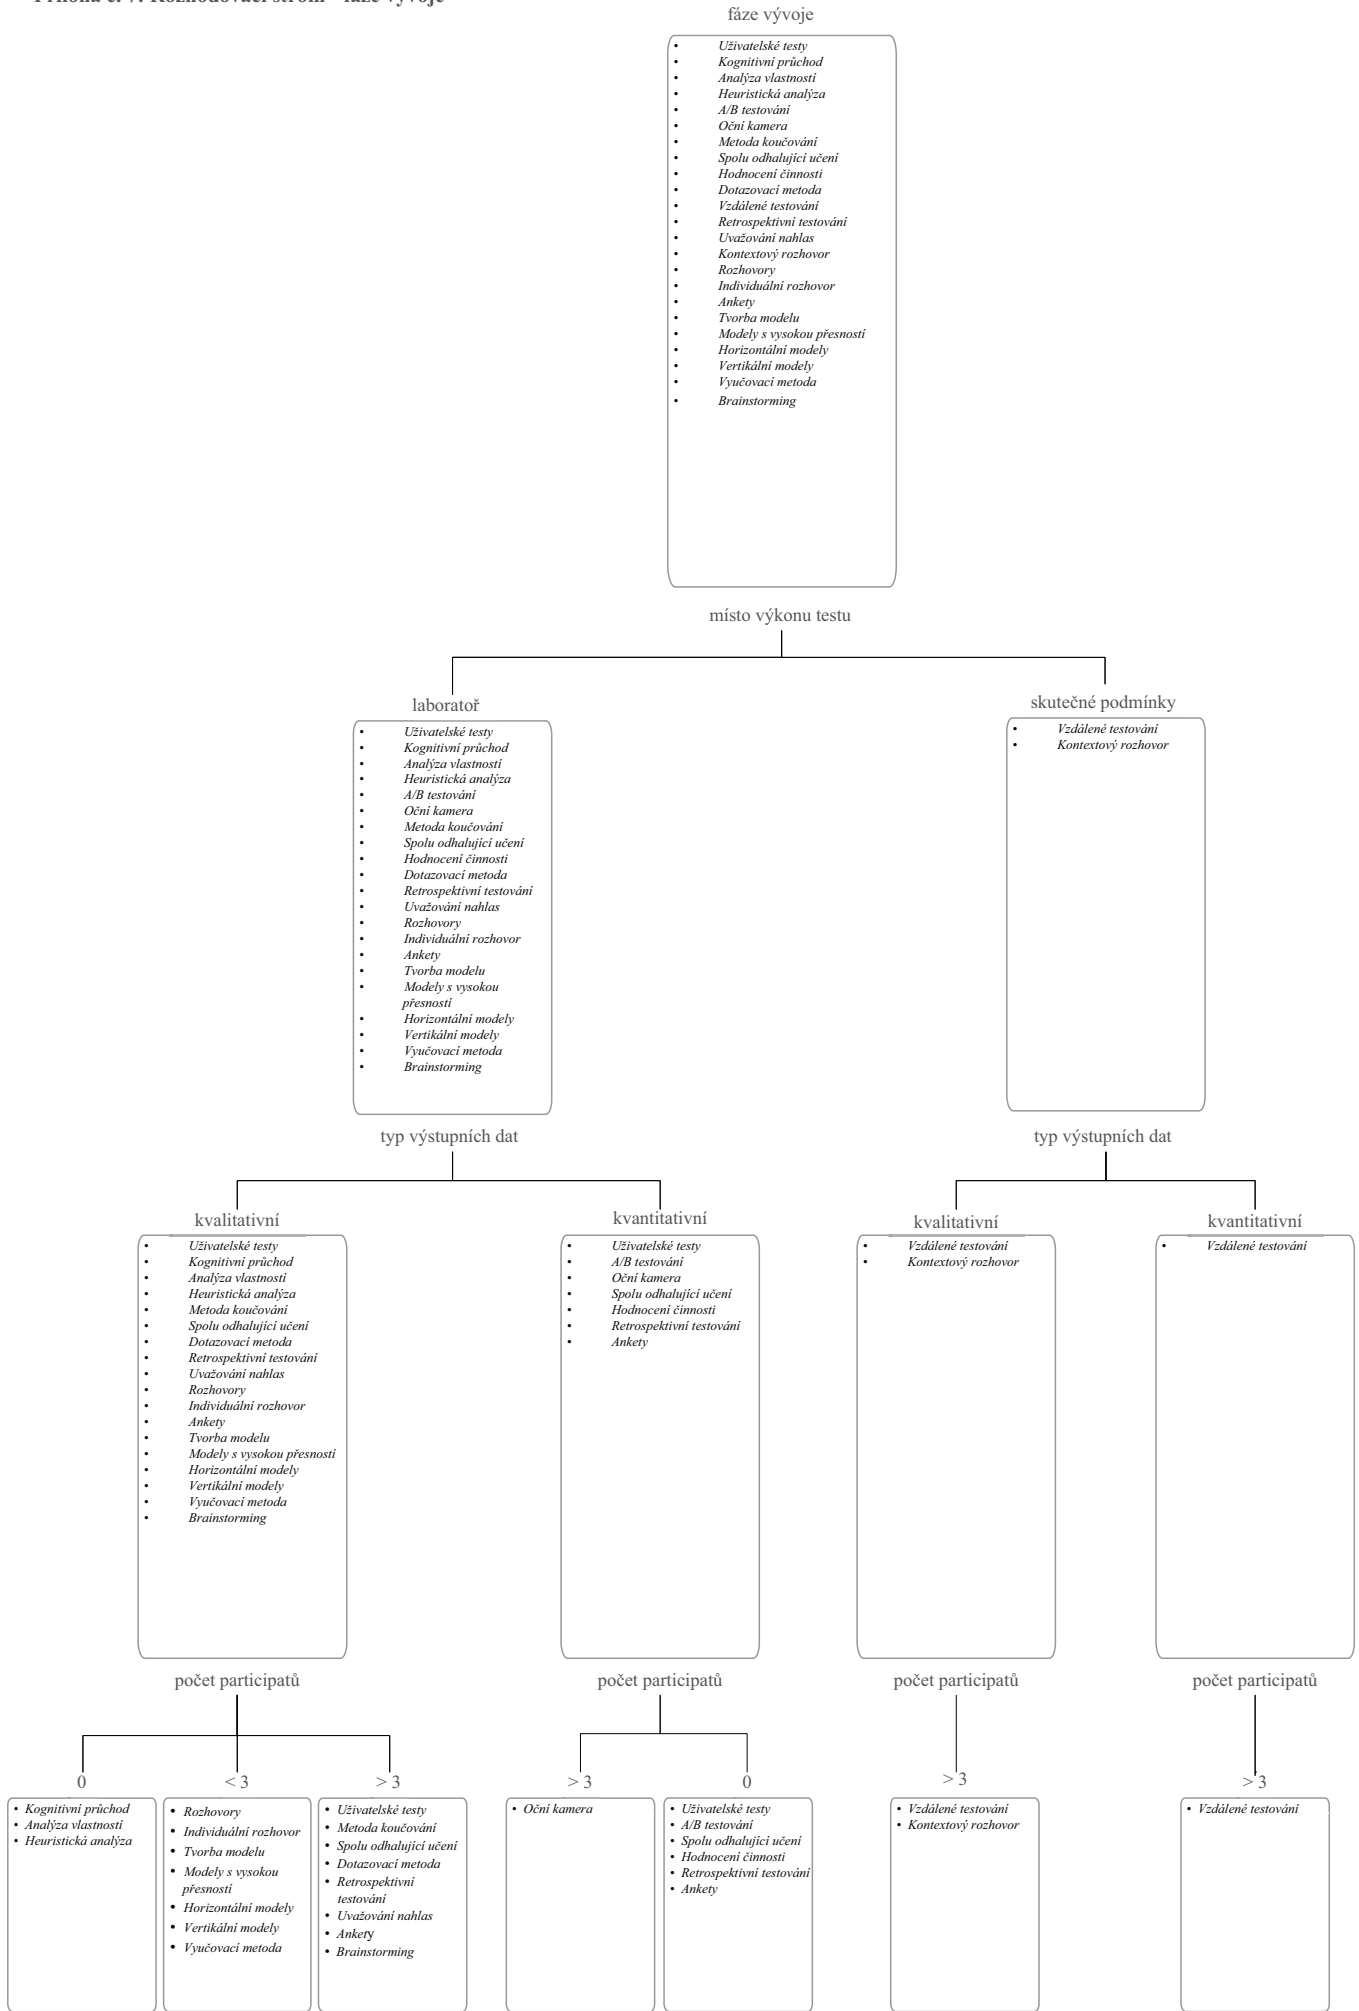 Příloha č. 7: Rozhodovací strom - fáze vývoje
fáze vývoje
• Uživatelské testy
• Kognitivní průchod
• Analýza vlastností
• Heuristická analýza
• A/B testování
• Oční kamera
• Metoda koučování
• Spolu odhalující učení
• Hodnocení činnosti
• Dotazovací metoda
• Vzdálené testování
• Retrospektivní testování
• Uvažování nahlas
• Kontextový rozhovor
• Rozhovory
• Individuální rozhovor
• Ankety
• Tvorba modelu
• Modely s vysokou přesností
• Horizontální modely
• Vertikální modely
• Vyučovací metoda
• Brainstorming
místo výkonu testu
laboratoř
• Uživatelské testy
• Kognitivní průchod
• Analýza vlastností
• Heuristická analýza
• A/B testování
• Oční kamera
• Metoda koučování
• Spolu odhalující učení
• Hodnocení činnosti
• Dotazovací metoda
• Retrospektivní testování
• Uvažování nahlas
• Rozhovory
• Individuální rozhovor
• Ankety
• Tvorba modelu
• Modely s vysokou
přesností
• Horizontální modely
• Vertikální modely
• Vyučovací metoda
• Brainstorming
skutečné podmínky
• Vzdálené testování
• Kontextový rozhovor
typ výstupních dat
typ výstupních dat
kvalitativní
• Uživatelské testy
• Kognitivní průchod
• Analýza vlastností
• Heuristická analýza
• Metoda koučování
• Spolu odhalující učení
• Dotazovací metoda
• Retrospektivní testování
• Uvažování nahlas
• Rozhovory
• Individuální rozhovor
• Ankety
• Tvorba modelu
• Modely s vysokou přesností
• Horizontální modely
• Vertikální modely
• Vyučovací metoda
• Brainstorming
kvantitativní
• Uživatelské testy
• A/B testování
• Oční kamera
• Spolu odhalující učení
• Hodnocení činnosti
• Retrospektivní testování
• Ankety
kvalitativní
• Vzdálené testování
• Kontextový rozhovor
kvantitativní
• Vzdálené testování
počet participatů
počet participatů
počet participatů
počet participatů
0
• Kognitivní průchod
• Analýza vlastností
• Heuristická analýza
< 3
• Rozhovory
• Individuální rozhovor
• Tvorba modelu
• Modely s vysokou
přesností
• Horizontální modely
• Vertikální modely
• Vyučovací metoda
> 3
• Uživatelské testy
• Metoda koučování
• Spolu odhalující učení
• Dotazovací metoda
• Retrospektivní
testování
• Uvažování nahlas
• Ankety
• Brainstorming
> 3
• Oční kamera
0
• Uživatelské testy
• A/B testování
• Spolu odhalující učení
• Hodnocení činnosti
• Retrospektivní testování
• Ankety
> 3
• Vzdálené testování
• Kontextový rozhovor
> 3
• Vzdálené testování